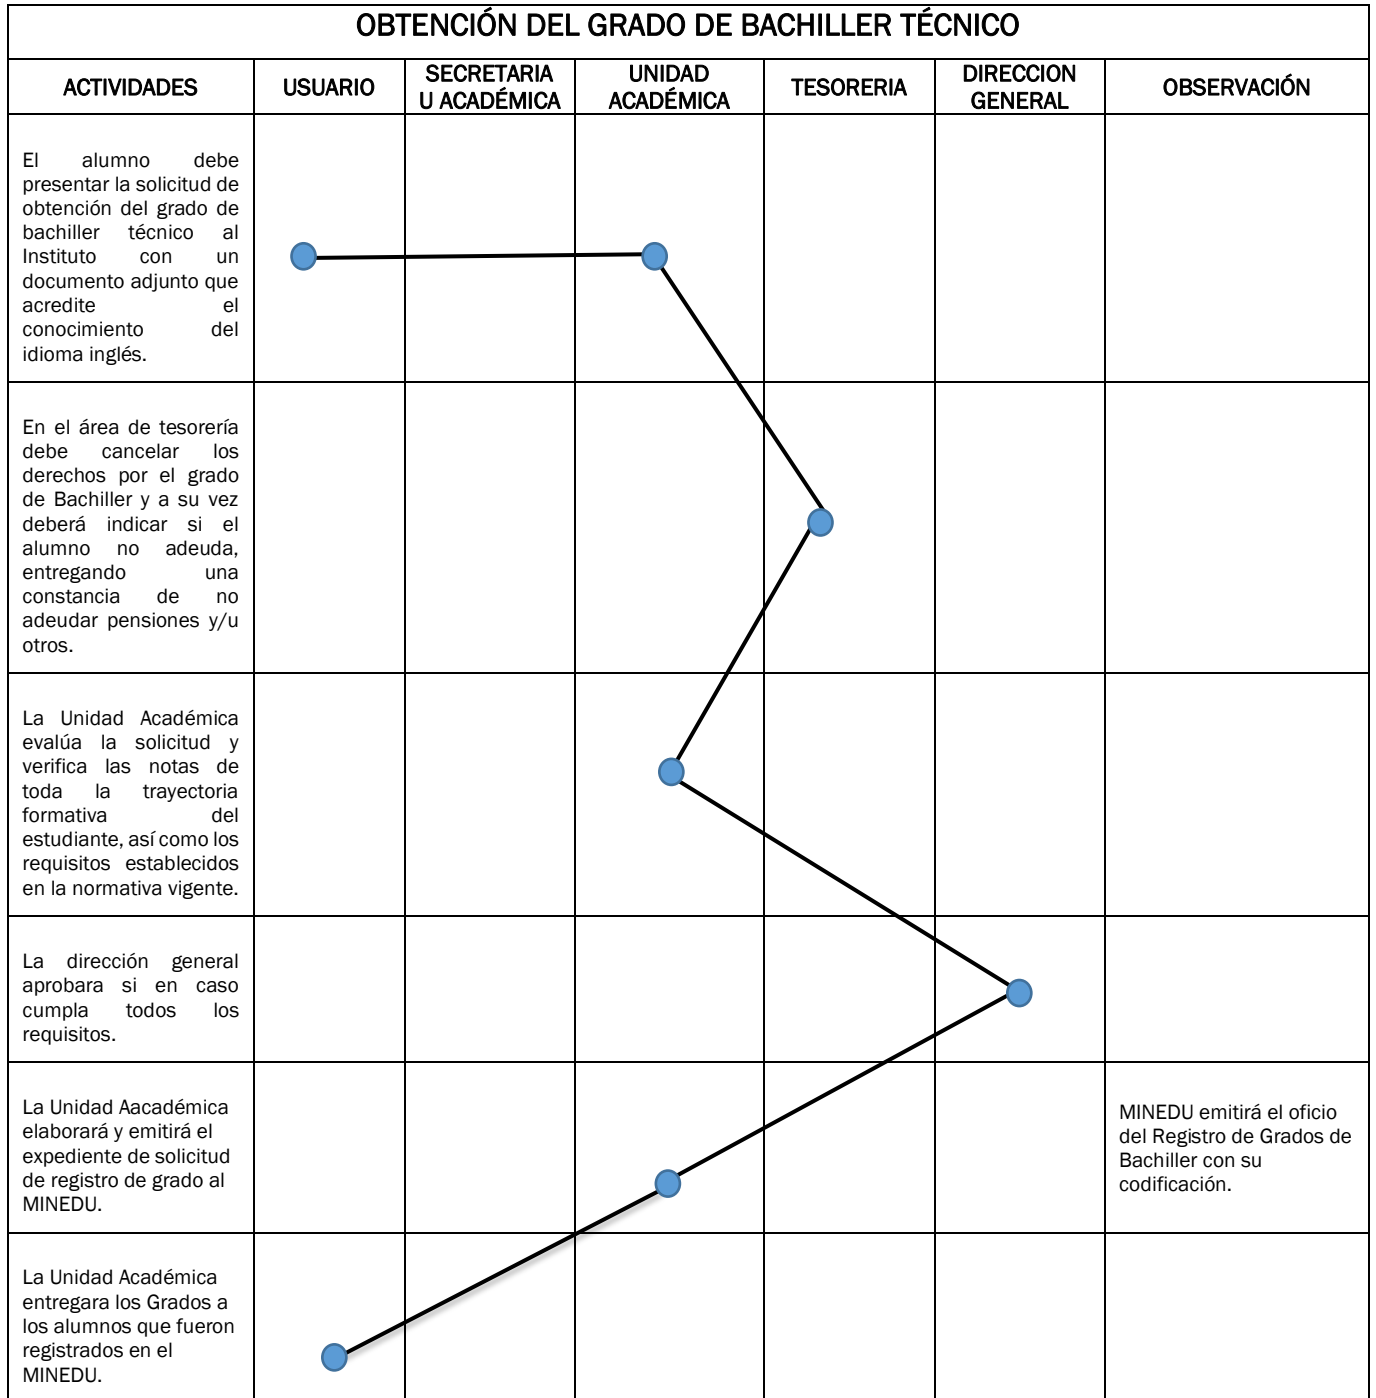 OBTENCIÓN DEL GRADO DE BACHILLER TÉCNICO
ACTIVIDADES
USUARIO
SECRETARIA
U ACADÉMICA
UNIDAD
ACADÉMICA
TESORERIA
DIRECCION
GENERAL
OBSERVACIÓN
El alumno debe
presentar la solicitud de
obtención del grado de
bachiller técnico al
Instituto con un
documento adjunto que
acredite el
conocimiento del
idioma inglés.
En el área de tesorería
debe cancelar los
derechos por el grado
de Bachiller y a su vez
deberá indicar si el
alumno no adeuda,
entregando una
constancia de no
adeudar pensiones y/u
otros.
La Unidad Académica
evalúa la solicitud y
verifica las notas de
toda la trayectoria
formativa del
estudiante, así como los
requisitos establecidos
en la normativa vigente.
La dirección general
aprobara si en caso
cumpla todos los
requisitos.
La Unidad Aacadémica
elaborará y emitirá el
expediente de solicitud
de registro de grado al
MINEDU.
MINEDU emitirá el oficio
del Registro de Grados de
Bachiller con su
codificación.
La Unidad Académica
entregara los Grados a
los alumnos que fueron
registrados en el
MINEDU.